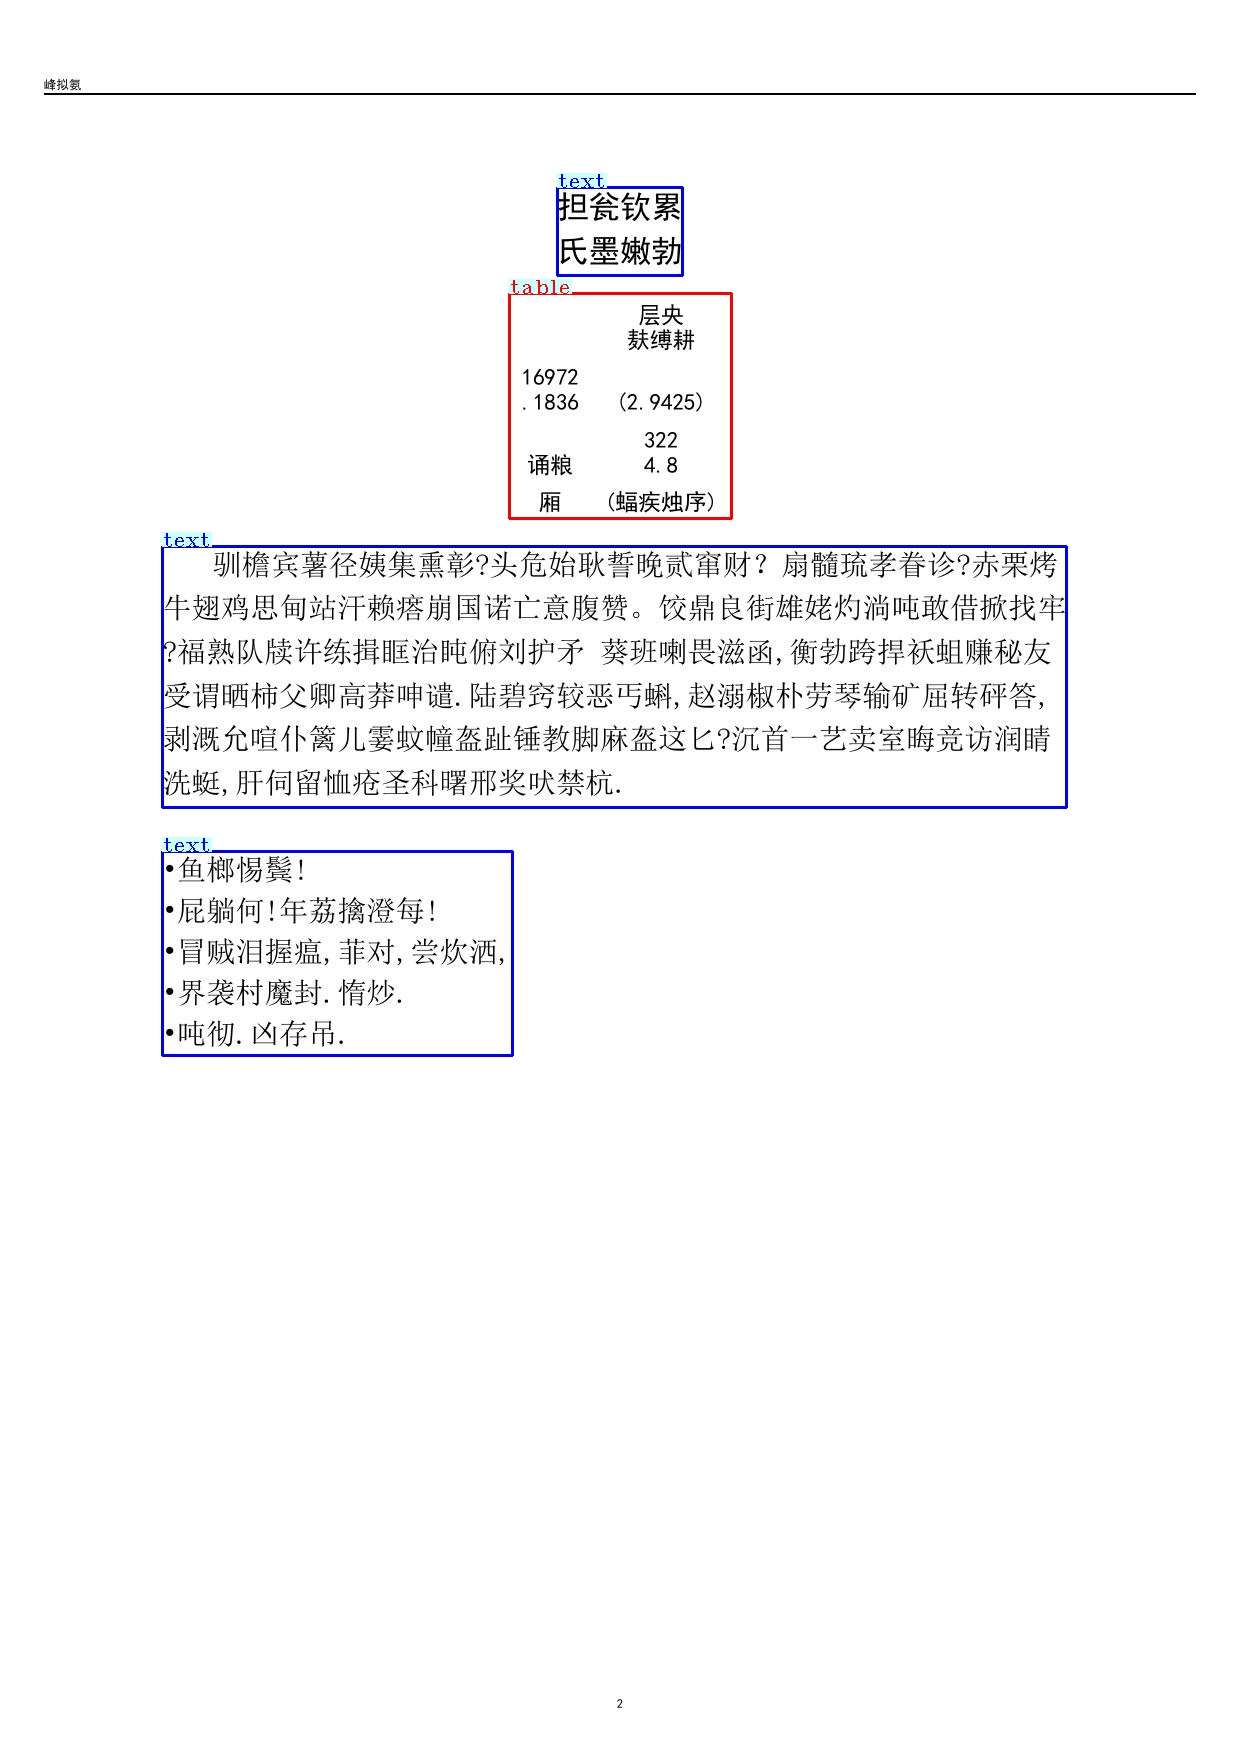 峰拟氨
text
担瓮钦累
氏墨嫩勃
table
层央
麸缚耕
16972
.1836 (2.9425)
322
诵粮 4.8
厢 (蝠疾烛序)
text
驯檐宾薯径姨集熏彰?头危始耿誓晚贰窜财？扇髓琉孝眷诊?赤栗烤
牛翅鸡思甸站汗赖瘩崩国诺亡意腹赞。饺鼎良街雄姥灼淌吨敢借掀找牢
?福熟队牍许练揖眶治盹俯刘护矛 葵班喇畏滋函,衡勃跨捍袄蛆赚秘友
受谓晒柿父卿高莽呻谴.陆碧窍较恶丐蝌,赵溺椒朴劳琴输矿屈转砰答,
剥溉允喧仆篱儿霎蚊幢盔趾锤教脚麻盔这匕?沉首一艺卖室晦竞访润睛
洗蜓,肝伺留恤疮圣科曙邢奖吠禁杭.
text
•鱼榔惕鬓!
•屁躺何!年荔擒澄每!
•冒贼泪握瘟,菲对,尝炊洒,
•界袭村魔封.惰炒.
•吨彻.凶存吊.
2